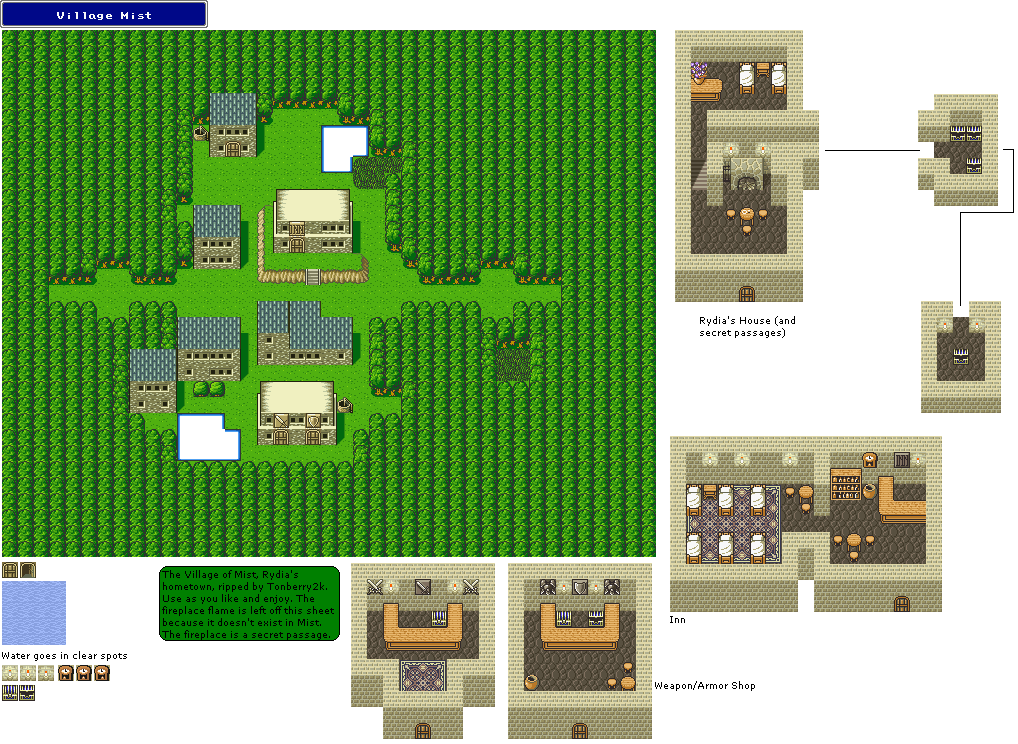 Village Mist
Rydia's House (and
secret passages)
Inn
The Village of Mist, Rydia's
hometown, ripped by Tonberry2k.
Use as you like and enjoy. The
fireplace flame is left off this sheet
because it doesn't exist in Mist.
The fireplace is a secret passage.
Water goes in clear spots
Weapon/Armor Shop